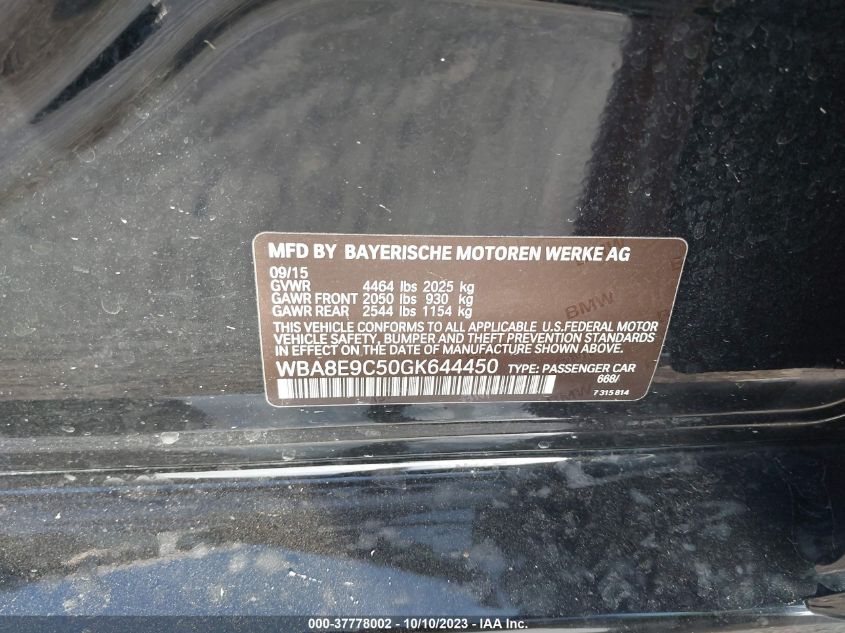 MFD BY BAYERISCHE MOTOREN WERKE AG
09/15
GVWR 4464 lbs 2025 kg
GAWR FRONT 2050 lbs 930 kg
GAWR REAR 2544 lbs 1154 kg
THIS VEHICLE CONFORMS TO ALL APPLICABLE U.S.FEDERAL MOTOR
VEHICLE SAFETY, BUMPER AND THEFT PREVENTION STANDARDS
IN EFFECT ON THE DATE OF MANUFACTURE SHOWN ABOVE.
WBA8E9C50GK644450 TYPE: PASSENGER CAR
668/
7 315 814
BMW
000-37778002 - 10/10/2023 - IAA Inc.